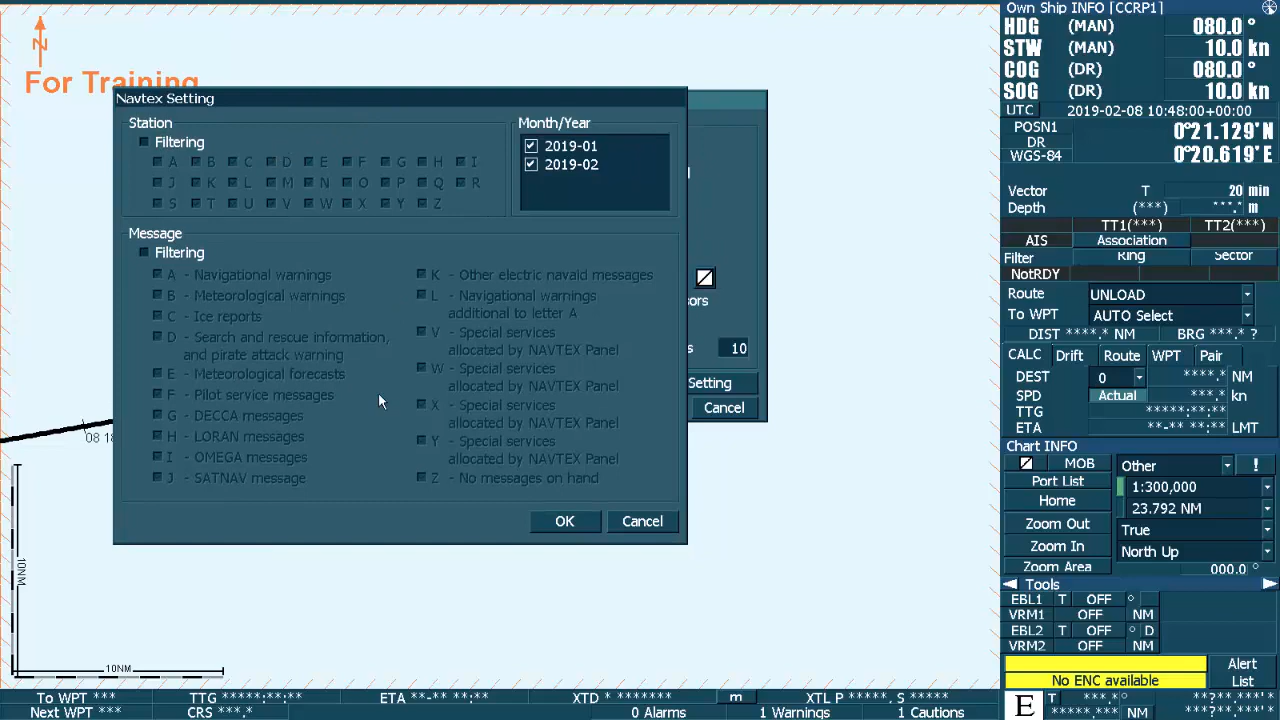 N
For Training
Navtex Setting
Station
Filtering
A B C D E F G H I
J K L M N O P Q R
S T U V W X Y Z
Month/Year
2019-01
2019-02
Message
Filtering
A - Navigational warnings
B - Meteorological warnings
C - Ice reports
D - Search and rescue information,
and pirate attack warning
E - Meteorological forecasts
F - Pilot service messages
G - DECCA messages
H - LORAN messages
I - OMEGA messages
J - SATNAV message
K - Other electric navaid messages
L - Navigational warnings
additional to letter A
V - Special services
allocated by NAVTEX Panel
W - Special services
allocated by NAVTEX Panel
X - Special services
allocated by NAVTEX Panel
Y - Special services
allocated by NAVTEX Panel
Z - No messages on hand
OK Cancel
10
Setting
Cancel
10NM
10NM
Own Ship INFO [CCRP1]
HDG (MAN) 080.0 °
STW (MAN) 10.0 kn
COG (DR) 080.0 °
SOG (DR) 10.0 kn
UTC 2019-02-08 10:48:00+00:00
POSN1 0°21.129'N
DR
WGS-84 0°20.619'E
Vector T 20 min
Depth (***) ***.* m
TT1(***) TT2(***)
AIS Association
Filter Ring Sector
NotRDY
Route UNLOAD
To WPT AUTO Select
DIST *****.* NM BRG ***.* ?
CALC Drift Route WPT Pair
DEST 0 ****.* NM
SPD Actual ***.* kn
TTG *****:**:**
ETA **-** **:** LMT
Chart INFO
MOB Other !
Port List 1:300,000
Home 23.792 NM
Zoom Out True
Zoom In North Up
Zoom Area 000.0 °
Tools
EBL1 T OFF °
VRM1 OFF NM
EBL2 T OFF ° D
VRM2 OFF NM
No ENC available
Alert
List
To WPT *** TTG *****:**:** ETA **-** **:** XTD * ******* m XTL P *****, S *****
Next WPT *** CRS ***.* 0 Alarms 1 Warnings 1 Cautions
E T ***.*° **?**.**'*
*****.*** NM ***?**.**'*